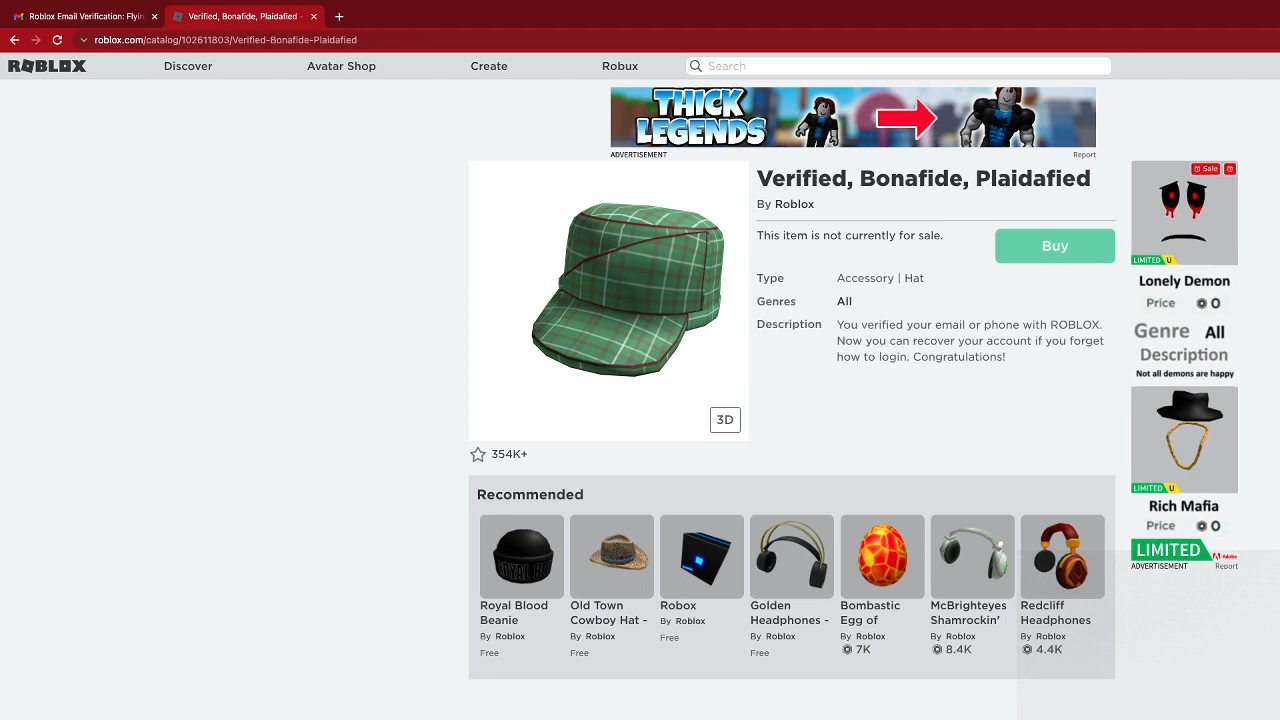 Roblox Email Verification: Flyin
Verified, Bonafide, Plaidafied -
roblox.com/catalog/102611803/Verified-Bonafide-Plaidafied
ROBLOX
Discover
Avatar Shop
Create
Robux
Search
THICK
LEGENDS
ADVERTISEMENT
Report
Verified, Bonafide, Plaidafied
By Roblox
This item is not currently for sale.
Buy
Type
Accessory | Hat
Genres
All
Description
You verified your email or phone with ROBLOX.
Now you can recover your account if you forget
how to login. Congratulations!
3D
354K+
Sale
LIMITED U
Lonely Demon
Price 0
Genre All
Description
Not all demons are happy
LIMITED U
Rich Mafia
Price 0
LIMITED
Adobe
ADVERTISEMENT
Report
Recommended
ROYAL BL
Royal Blood
Beanie
By Roblox
Free
Old Town
Cowboy Hat -
By Roblox
Free
Robox
By Roblox
Free
Golden
Headphones -
By Roblox
Free
Bombastic
Egg of
By Roblox
7K
McBrighteyes
Shamrockin'
By Roblox
8.4K
Redcliff
Headphones
By Roblox
4.4K